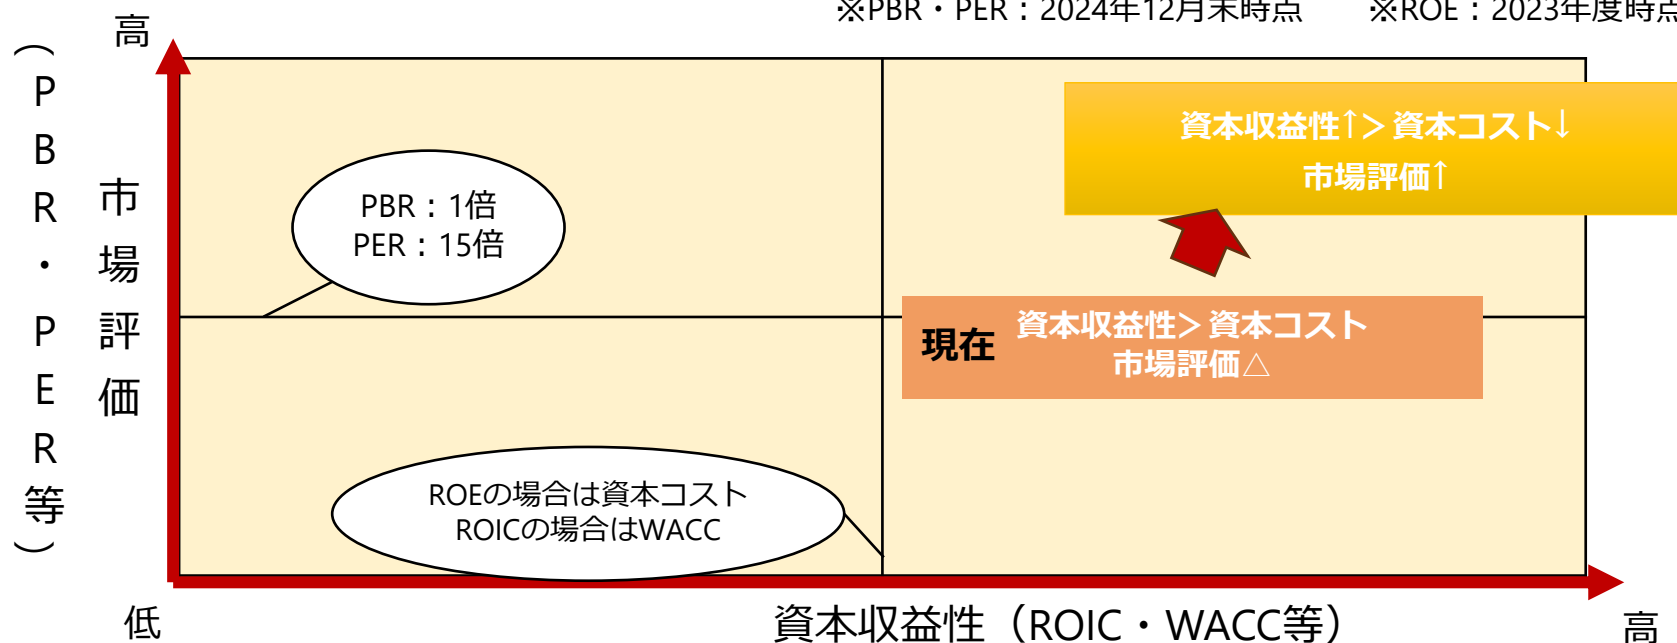 ※PBR・PER：2024年12月末時点　　※ROE：2023年度時点
高
（PBR・PER等）
市場評価
資本収益性↑＞資本コスト↓
市場評価↑
PBR：1倍
PER：15倍
現在
資本収益性＞資本コスト
市場評価△
ROEの場合は資本コスト
ROICの場合はWACC
低
資本収益性（ROIC・WACC等）
高